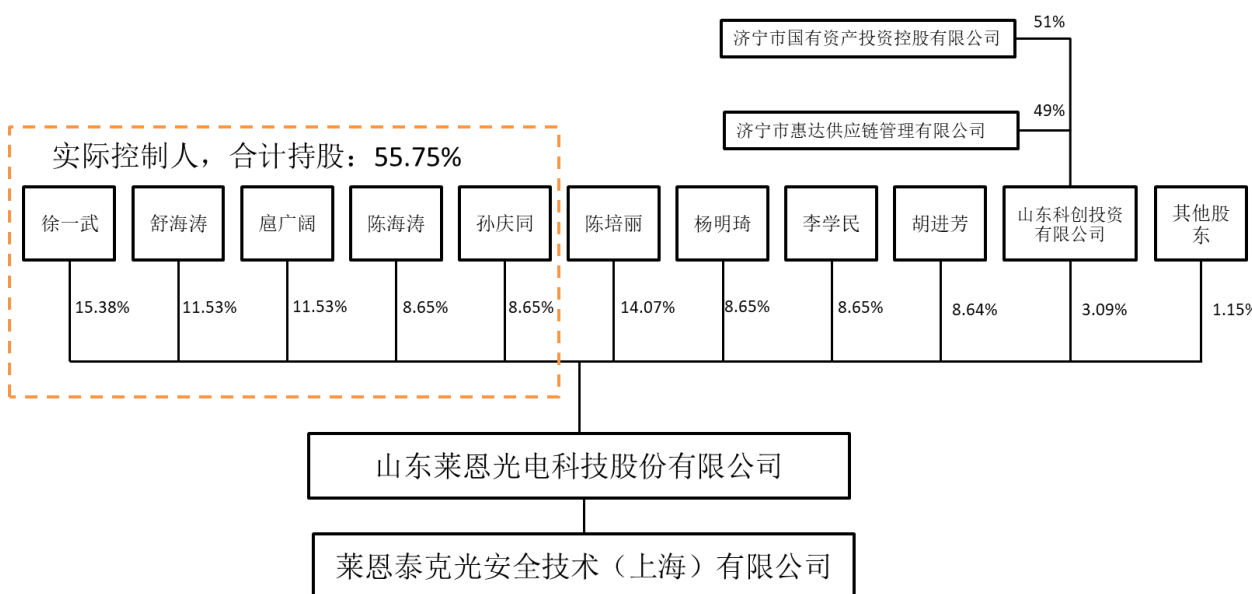 51%
济宁市国有资产投资控股有限公司
49%
济宁市惠达供应链管理有限公司
实际控制人，合计持股：55.75%
徐一武
舒海涛
扈广阔
陈海涛
孙庆同
陈培丽
杨明琦
李学民
胡进芳
山东科创投资
有限公司
其他股
东
15.38%
11.53%
11.53%
8.65%
8.65%
14.07%
8.65%
8.65%
8.64%
3.09%
1.15%
山东莱恩光电科技股份有限公司
莱恩泰克光安全技术（上海）有限公司